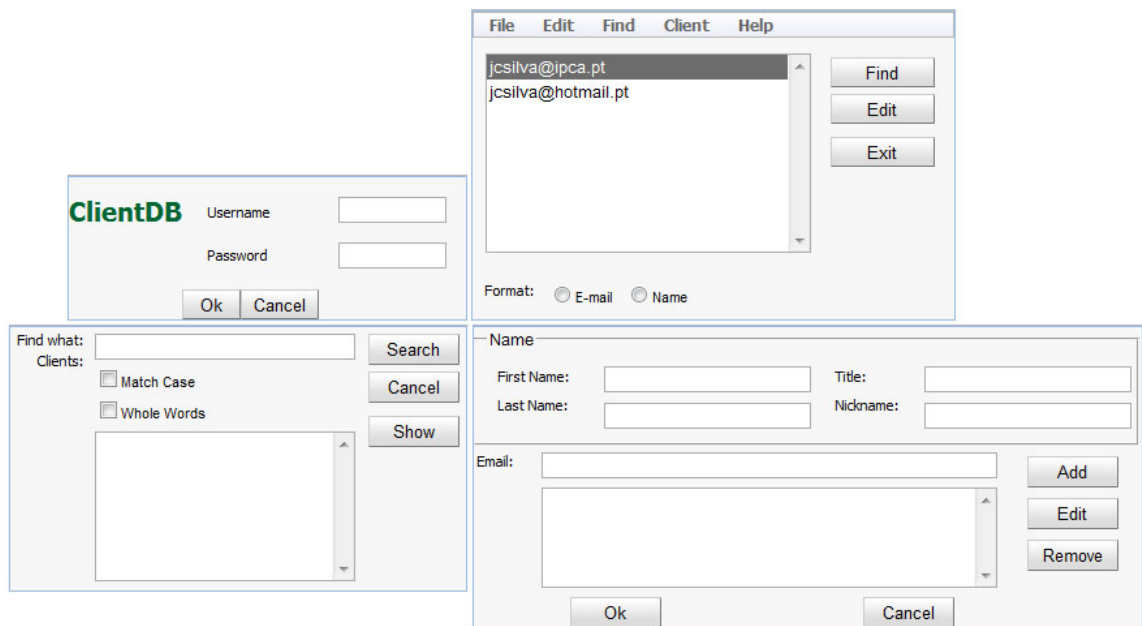 File Edit Find Client Help
jcsilva@ipca.pt
jcsilva@hotmail.pt
Find
Edit
Exit
Format: E-mail Name
ClientDB
Username
Password
Ok Cancel
Find what:
Clients:
Match Case
Whole Words
Search
Cancel
Show
Name
First Name: Title:
Last Name: Nickname:
Email:
Add
Edit
Remove
Ok Cancel